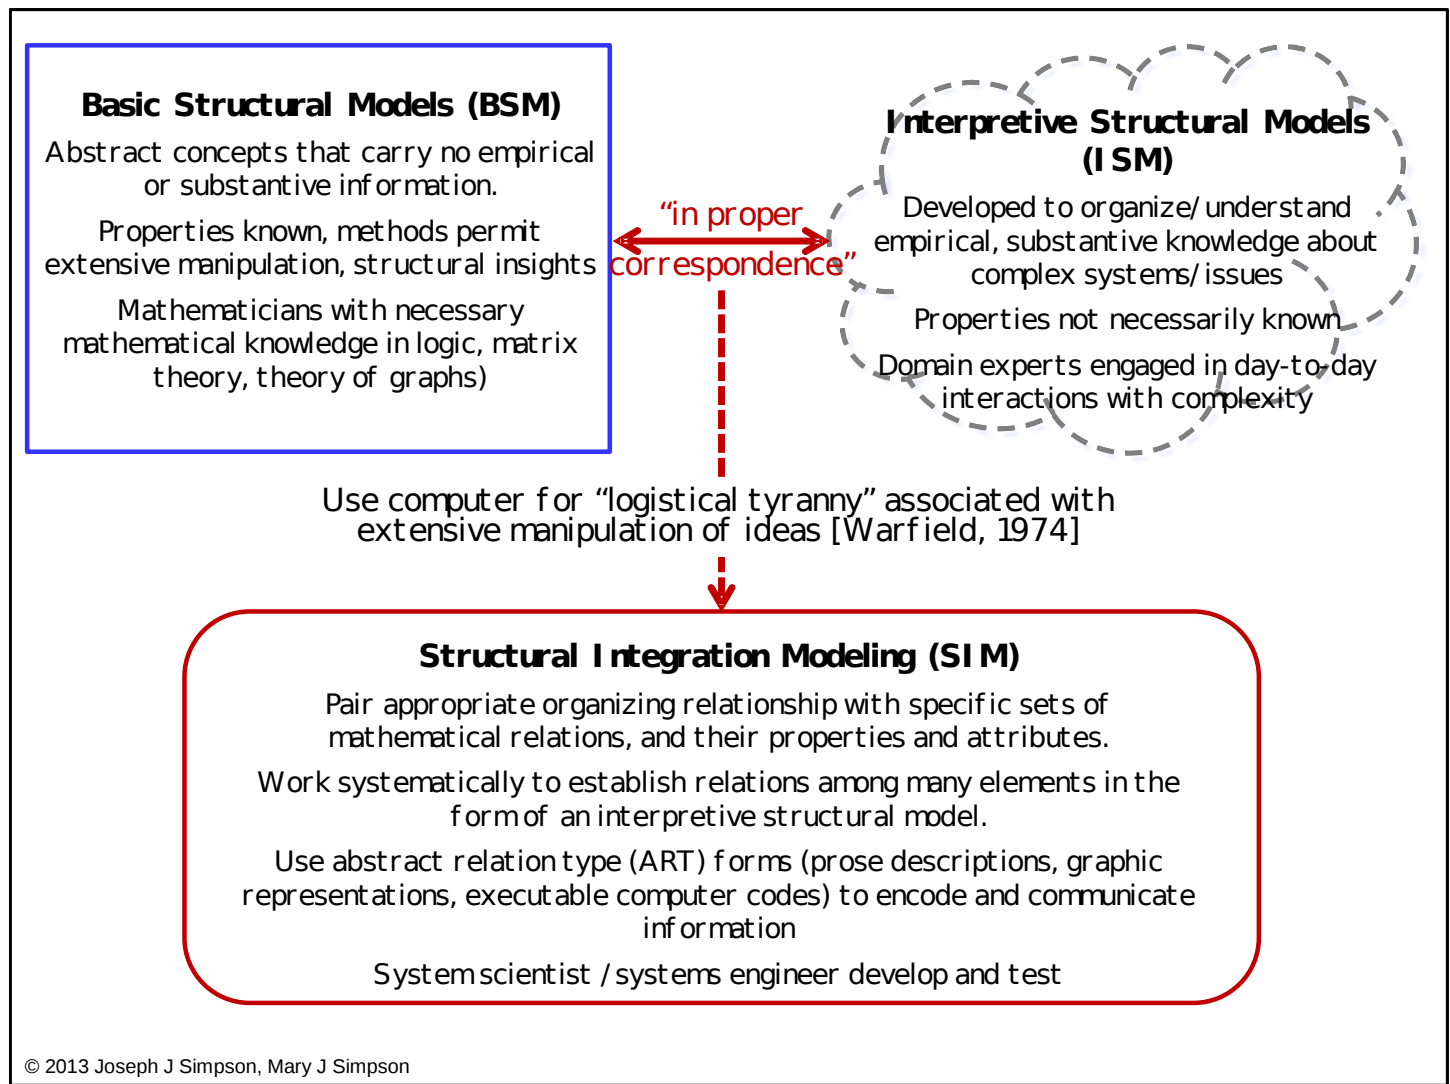 Basic Structural Models (BSM)
Abstract concepts that carry no empirical
or substantive information.
Properties known, methods permit
extensive manipulation, structural insights
Mathematicians with necessary
mathematical knowledge in logic, matrix
theory, theory of graphs)
“in proper
correspondence”
Interpretive Structural Models
(ISM)
Developed to organize/understand
empirical, substantive knowledge about
complex systems/issues
Properties not necessarily known
Domain experts engaged in day-to-day
interactions with complexity
Use computer for “logistical tyranny” associated with
extensive manipulation of ideas [Warfield, 1974]
Structural Integration Modeling (SIM)
Pair appropriate organizing relationship with specific sets of
mathematical relations, and their properties and attributes.
Work systematically to establish relations among many elements in the
form of an interpretive structural model.
Use abstract relation type (ART) forms (prose descriptions, graphic
representations, executable computer codes) to encode and communicate
information
System scientist / systems engineer develop and test
© 2013 Joseph J Simpson, Mary J Simpson